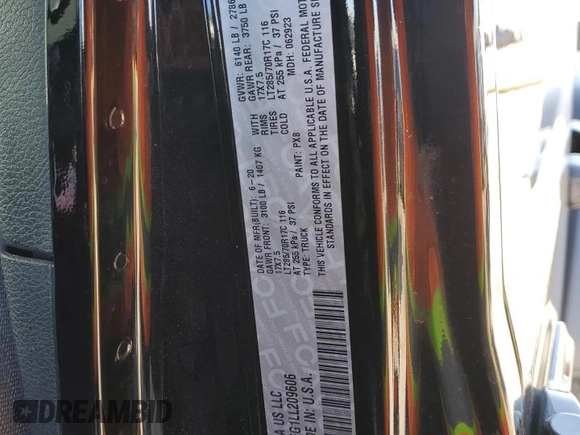 A US LLC
DATE OF MFR(BUILT) 6-20
GVWR: 6140 LB / 2786
GAWR FRONT: 3100 LB / 1407 KG WITH
GAWR REAR: 3750 LB
17X7.5 RIMS 17X7.5
LT285/70R17C 116 TIRES LT285/70R17C 116
AT 255 kPa / 37 PSI COLD AT 255 kPa / 37 PSI
TYPE: TRUCK PAINT: PX8 MDH: 062923
THIS VEHICLE CONFORMS TO ALL APPLICABLE U.S.A. FEDERAL MOTOR
STANDARDS IN EFFECT ON THE DATE OF MANUFACTURE
G1LL209606
DE IN: U.S.A.
DREAMBID